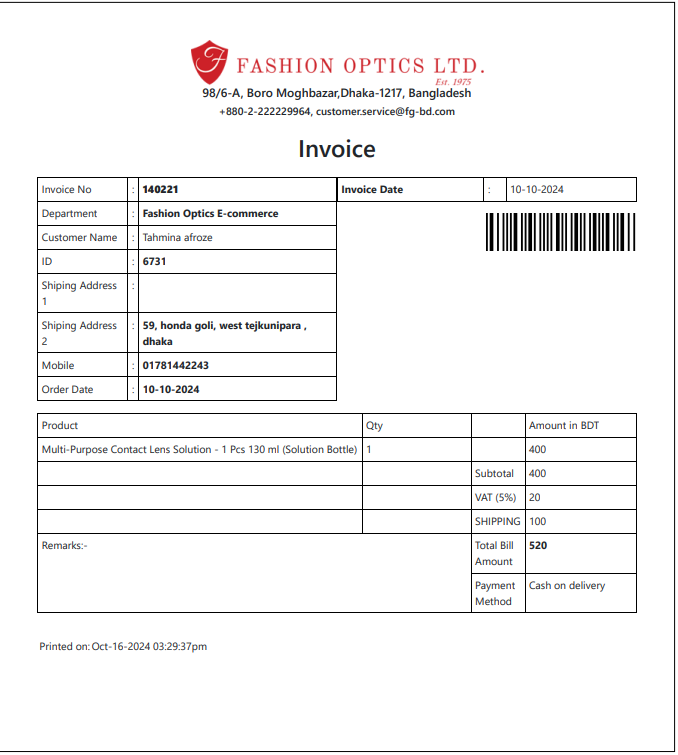 FASHION OPTICS LTD.
Est. 1975
98/6-A, Boro Moghbazar,Dhaka-1217, Bangladesh
+880-2-222229964, customer.service@fg-bd.com
Invoice
Invoice No : 140221 Invoice Date : 10-10-2024
Department : Fashion Optics E-commerce
Customer Name : Tahmina afroze
ID : 6731
Shiping Address :
1
Shiping Address : 59, honda goli, west tejkunipara ,
2 dhaka
Mobile : 01781442243
Order Date : 10-10-2024
Product Qty Amount in BDT
Multi-Purpose Contact Lens Solution - 1 Pcs 130 ml (Solution Bottle) 1 400
Subtotal 400
VAT (5%) 20
SHIPPING 100
Remarks:- Total Bill 520
Amount
Payment Cash on delivery
Method
Printed on:Oct-16-2024 03:29:37pm